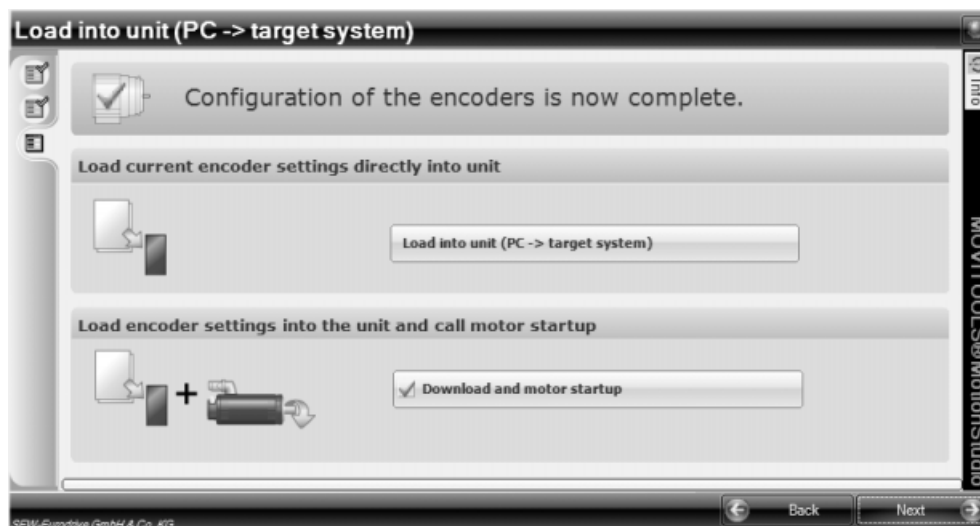 Load into unit (PC -> target system)
Info
Configuration of the encoders is now complete.
Load current encoder settings directly into unit
Load into unit (PC -> target system)
Load encoder settings into the unit and call motor startup
Download and motor startup
MOVITOOLS®MotionStudio
Back
Next
SEW-Eurodrive GmbH & Co. KG